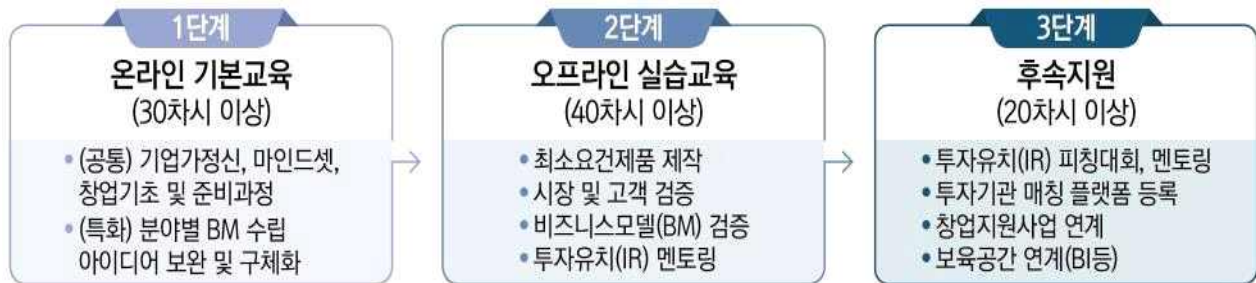 1단계
온라인 기본교육
(30차시 이상)
• (공통) 기업가정신, 마인드셋,
창업기초 및 준비과정
• (특화) 분야별 BM 수립
아이디어 보완 및 구체화
2단계
오프라인 실습교육
(40차시 이상)
• 최소요건제품 제작
• 시장 및 고객 검증
• 비즈니스모델(BM) 검증
• 투자유치(IR) 멘토링
3단계
후속지원
(20차시 이상)
• 투자유치(IR) 피칭대회, 멘토링
• 투자기관 매칭 플랫폼 등록
• 창업지원사업 연계
• 보육공간 연계(BI등)